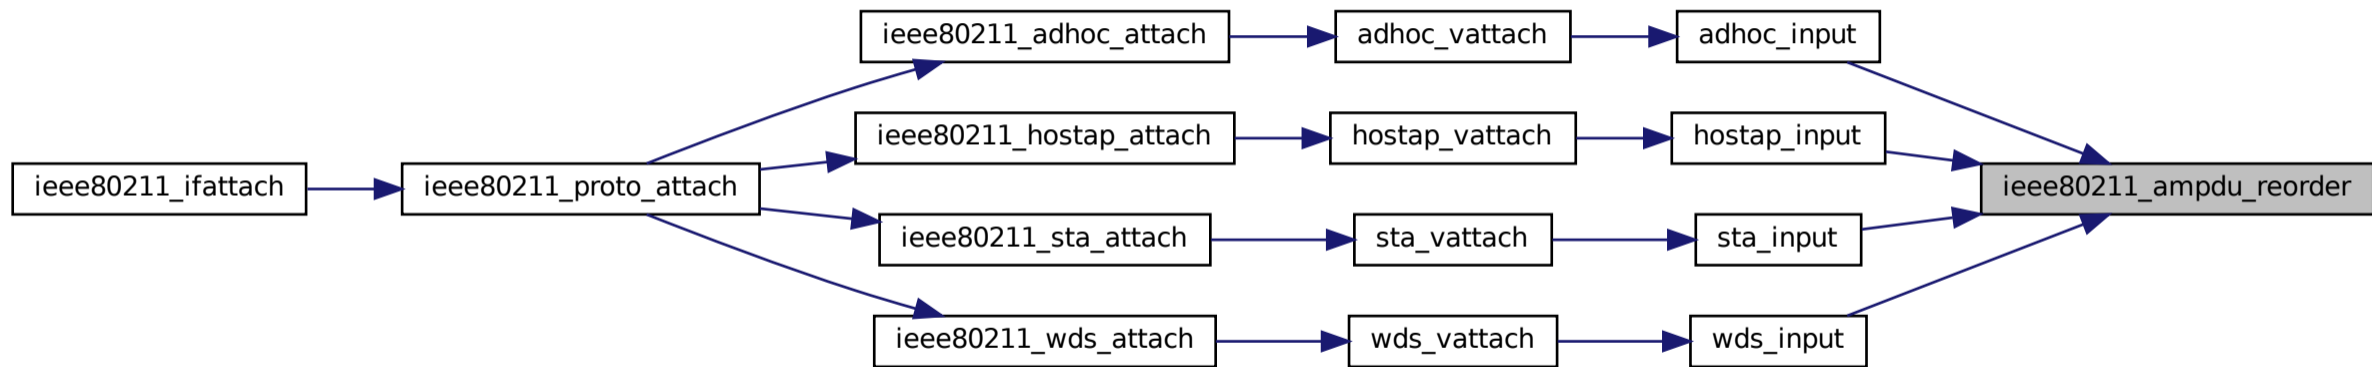 ieee80211_adhoc_attach
adhoc_vattach
adhoc_input
ieee80211_hostap_attach
hostap_vattach
hostap_input
ieee80211_ifattach
ieee80211_proto_attach
ieee80211_ampdu_reorder
ieee80211_sta_attach
sta_vattach
sta_input
ieee80211_wds_attach
wds_vattach
wds_input